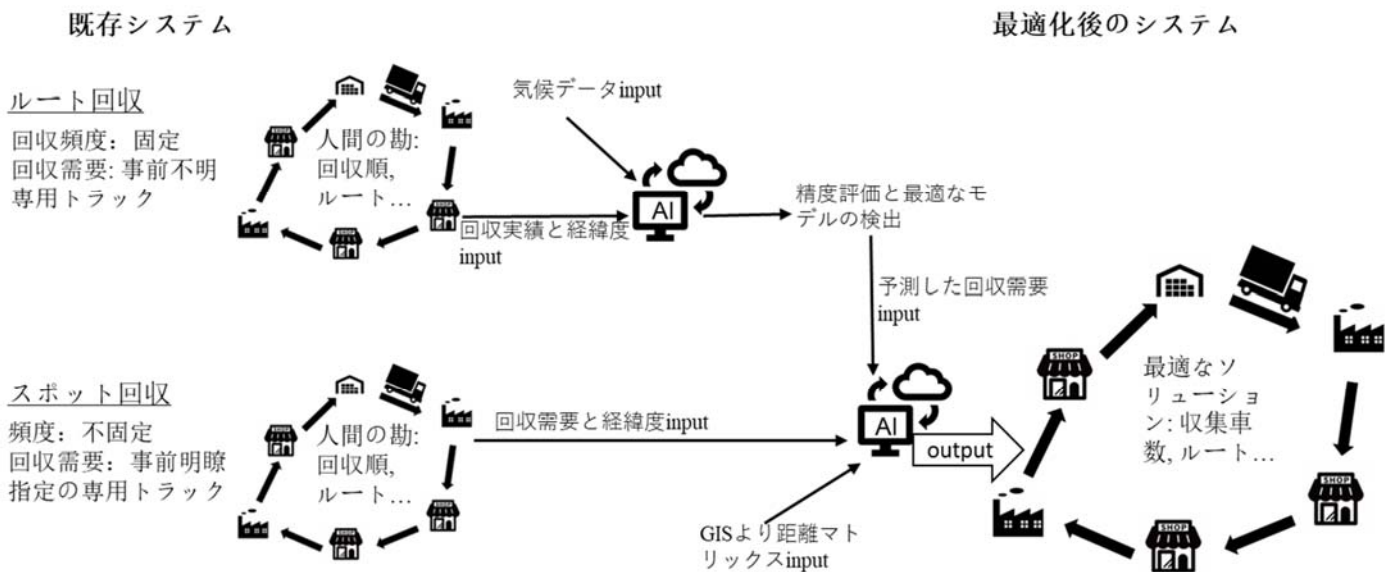 既存システム
最適化後のシステム
ルート回収
回収頻度：固定
回収需要: 事前不明
専用トラック
SHOP
人間の勘:
回収順,
ルート…
気候データinput
AI
回収実績と経緯度
input
精度評価と最適なモ
デルの検出
予測した回収需要
input
スポット回収
頻度：不固定
回収需要：事前明瞭
指定の専用トラック
人間の勘:
回収順,
ルート…
回収需要と経緯度input
AI
output
GISより距離マト
リックスinput
SHOP
最適なソ
リューショ
ン: 収集車
数, ルート…
SHOP
SHOP